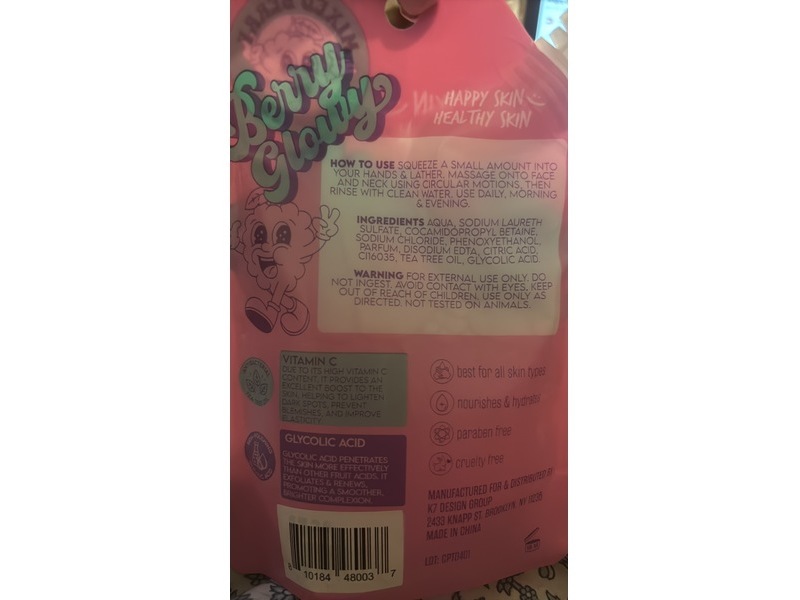 Berry
Glowy
HAPPY SKIN
HEALTHY SKIN
HOW TO USE SQUEEZE A SMALL AMOUNT INTO
YOUR HANDS & LATHER. MASSAGE ONTO FACE
AND NECK USING CIRCULAR MOTIONS, THEN
RINSE WITH CLEAN WATER. USE DAILY, MORNING
& EVENING.
INGREDIENTS AQUA, SODIUM LAURETH
SULFATE, COCAMIDOPROPYL BETAINE,
SODIUM CHLORIDE, PHENOXYETHANOL,
PARFUM, DISODIUM EDTA, CITRIC ACID,
CI16035, TEA TREE OIL, GLYCOLIC ACID.
WARNING FOR EXTERNAL USE ONLY. DO
NOT INGEST. AVOID CONTACT WITH EYES. KEEP
OUT OF REACH OF CHILDREN. USE ONLY AS
DIRECTED. NOT TESTED ON ANIMALS.
VITAMIN C
DUE TO ITS HIGH VITAMIN C
CONTENT, IT PROVIDES AN
EXCELLENT BOOST TO THE
SKIN, HELPING TO LIGHTEN
DARK SPOTS, PREVENT
BLEMISHES, AND IMPROVE
ELASTICITY.
GLYCOLIC ACID
GLYCOLIC ACID PENETRATES
THE SKIN MORE EFFECTIVELY
THAN OTHER FRUIT ACIDS. IT
EXFOLIATES & RENEWS,
PROMOTING A SMOOTHER,
BRIGHTER COMPLEXION.
best for all skin types
nourishes & hydrates
paraben free
cruelty free
MANUFACTURED FOR & DISTRIBUTED BY
K7 DESIGN GROUP
2433 KNAPP ST. BROOKLYN, NY 11235
MADE IN CHINA
10184 48003 7